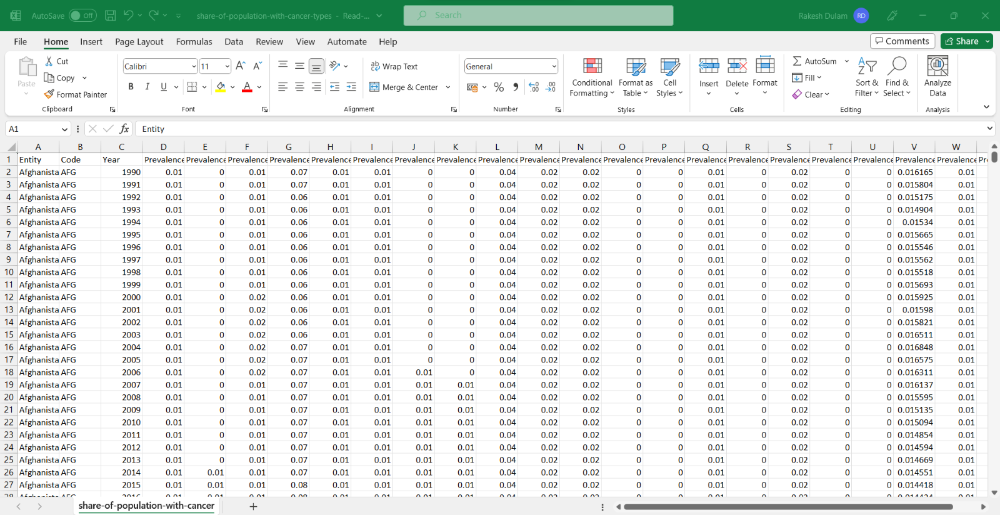 AutoSave Off share-of-population-with-cancer-types - Read-... Search Rakesh Dulam RD
File Home Insert Page Layout Formulas Data Review View Automate Help Comments Share
Paste Cut Copy Format Painter Clipboard
Calibri 11 A A B I U A Font
ab Wrap Text Merge & Center Alignment
General % 9 .00 .00 Number
Conditional Formatting Format as Table Cell Styles Styles
Insert Delete Format Cells
AutoSum Fill Clear Sort & Filter Find & Select Editing
Analyze Data Analysis
A1 fx Entity
A B C D E F G H I J K L M N O P Q R S T U V W
1 Entity Code Year Prevalence Prevalence Prevalence Prevalence Prevalence Prevalence Prevalence Prevalence Prevalence Prevalence Prevalence Prevalence Prevalence Prevalence Prevalence Prevalence Prevalence Prevalence Prevalence Prevalence Pr
2 Afghanista AFG 1990 0.01 0 0.01 0.07 0.01 0.01 0 0 0.04 0.02 0.02 0 0 0.01 0 0.02 0 0 0.016165 0.01
3 Afghanista AFG 1991 0.01 0 0.01 0.07 0.01 0.01 0 0 0.04 0.02 0.02 0 0 0.01 0 0.02 0 0 0.015804 0.01
4 Afghanista AFG 1992 0.01 0 0.01 0.06 0.01 0.01 0 0 0.04 0.02 0.02 0 0 0.01 0 0.02 0 0 0.015175 0.01
5 Afghanista AFG 1993 0.01 0 0.01 0.06 0.01 0.01 0 0 0.04 0.02 0.02 0 0 0.01 0 0.02 0 0 0.014904 0.01
6 Afghanista AFG 1994 0.01 0 0.01 0.06 0.01 0.01 0 0 0.04 0.02 0.02 0 0 0.01 0 0.02 0 0 0.01534 0.01
7 Afghanista AFG 1995 0.01 0 0.01 0.06 0.01 0.01 0 0 0.04 0.02 0.02 0 0 0.01 0 0.02 0 0 0.015665 0.01
8 Afghanista AFG 1996 0.01 0 0.01 0.06 0.01 0.01 0 0 0.04 0.02 0.02 0 0 0.01 0 0.02 0 0 0.015546 0.01
9 Afghanista AFG 1997 0.01 0 0.01 0.06 0.01 0.01 0 0 0.04 0.02 0.02 0 0 0.01 0 0.02 0 0 0.015562 0.01
10 Afghanista AFG 1998 0.01 0 0.01 0.06 0.01 0.01 0 0 0.04 0.02 0.02 0 0 0.01 0 0.02 0 0 0.015518 0.01
11 Afghanista AFG 1999 0.01 0 0.01 0.06 0.01 0.01 0 0 0.04 0.02 0.02 0 0 0.01 0 0.02 0 0 0.015693 0.01
12 Afghanista AFG 2000 0.01 0 0.02 0.06 0.01 0.01 0 0 0.04 0.02 0.02 0 0 0.01 0 0.02 0 0 0.015925 0.01
13 Afghanista AFG 2001 0.01 0 0.02 0.06 0.01 0.01 0 0 0.04 0.02 0.02 0 0 0.01 0 0.02 0 0 0.01598 0.01
14 Afghanista AFG 2002 0.01 0 0.02 0.06 0.01 0.01 0 0 0.04 0.02 0.02 0 0 0.01 0 0.02 0 0 0.015821 0.01
15 Afghanista AFG 2003 0.01 0 0.02 0.06 0.01 0.01 0 0 0.04 0.02 0.02 0 0 0.01 0 0.02 0 0 0.016511 0.01
16 Afghanista AFG 2004 0.01 0 0.02 0.07 0.01 0.01 0 0 0.04 0.02 0.02 0 0 0.01 0 0.02 0 0 0.016848 0.01
17 Afghanista AFG 2005 0.01 0 0.02 0.07 0.01 0.01 0 0 0.04 0.02 0.02 0 0 0.01 0 0.02 0 0 0.016575 0.01
18 Afghanista AFG 2006 0.01 0 0.02 0.07 0.01 0.01 0.01 0 0.04 0.02 0.02 0 0 0.01 0 0.02 0 0 0.016311 0.01
19 Afghanista AFG 2007 0.01 0 0.01 0.07 0.01 0.01 0.01 0.01 0.04 0.02 0.02 0 0 0.01 0 0.02 0 0 0.016137 0.01
20 Afghanista AFG 2008 0.01 0 0.01 0.07 0.01 0.01 0.01 0.01 0.04 0.02 0.02 0 0 0.01 0 0.02 0 0 0.015595 0.01
21 Afghanista AFG 2009 0.01 0 0.01 0.07 0.01 0.01 0.01 0.01 0.04 0.02 0.02 0 0 0.01 0 0.02 0 0 0.015135 0.01
22 Afghanista AFG 2010 0.01 0 0.01 0.07 0.01 0.01 0.01 0.01 0.04 0.02 0.02 0 0 0.01 0 0.02 0 0 0.015094 0.01
23 Afghanista AFG 2011 0.01 0 0.01 0.07 0.01 0.01 0.01 0.01 0.04 0.02 0.02 0 0 0.01 0 0.02 0 0 0.014854 0.01
24 Afghanista AFG 2012 0.01 0 0.01 0.07 0.01 0.01 0.01 0.01 0.04 0.02 0.02 0 0 0.01 0 0.02 0 0 0.014594 0.01
25 Afghanista AFG 2013 0.01 0 0.01 0.07 0.01 0.01 0.01 0.01 0.04 0.02 0.02 0 0 0.01 0 0.02 0 0 0.014669 0.01
26 Afghanista AFG 2014 0.01 0.01 0.01 0.07 0.01 0.01 0.01 0.01 0.04 0.02 0.02 0 0 0.01 0 0.02 0 0 0.014551 0.01
27 Afghanista AFG 2015 0.01 0.01 0.01 0.08 0.01 0.01 0.01 0.01 0.04 0.02 0.02 0 0 0.01 0 0.02 0 0 0.014418 0.01
share-of-population-with-cancer